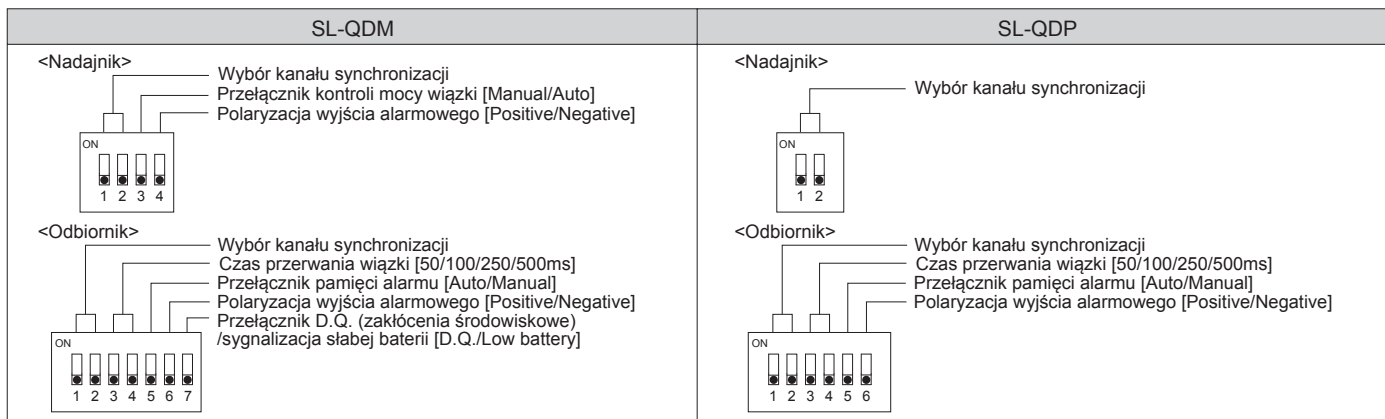 SL-QDM
<Nadajnik>
Wybór kanału synchronizacji
Przełącznik kontroli mocy wiązki [Manual/Auto]
Polaryzacja wyjścia alarmowego [Positive/Negative]
ON
1 2 3 4
<Odbiornik>
Wybór kanału synchronizacji
Czas przerwania wiązki [50/100/250/500ms]
Przełącznik pamięci alarmu [Auto/Manual]
Polaryzacja wyjścia alarmowego [Positive/Negative]
Przełącznik D.Q. (zakłócenia środowiskowe)
/sygnalizacja słabej baterii [D.Q./Low battery]
ON
1 2 3 4 5 6 7
SL-QDP
<Nadajnik>
Wybór kanału synchronizacji
ON
1 2
<Odbiornik>
Wybór kanału synchronizacji
Czas przerwania wiązki [50/100/250/500ms]
Przełącznik pamięci alarmu [Auto/Manual]
Polaryzacja wyjścia alarmowego [Positive/Negative]
ON
1 2 3 4 5 6